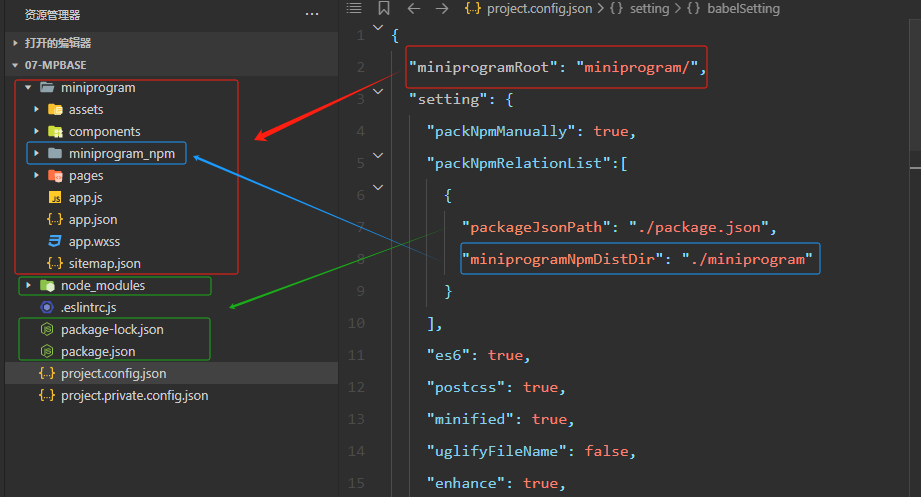 资源管理器 ...
打开的编辑器
07-MPBASE
miniprogram
assets
components
miniprogram_npm
pages
app.js
app.json
app.wxss
sitemap.json
node_modules
.eslintrc.js
package-lock.json
package.json
project.config.json
project.private.config.json
{..} project.config.json > {} setting > {} babelSetting
1 {
2 "miniprogramRoot": "miniprogram/",
3 "setting": {
4 "packNpmManually": true,
5 "packNpmRelationList":[
6 {
7 "packageJsonPath": "./package.json",
8 "miniprogramNpmDistDir": "./miniprogram"
9 }
10 ],
11 "es6": true,
12 "postcss": true,
13 "minified": true,
14 "uglifyFileName": false,
15 "enhance": true,